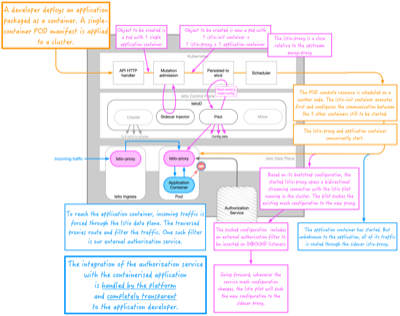 A developer deploys an application
packaged as a container. A single-
container POD manifest is applied
to a cluster.
Object to be created is
a pod with 1 single
application container
Object to be created now a pod with
1 istio-init container &
1 istio-proxy + 1 application container
The istio-proxy is a close
relative to the
upstream
envoy-proxy.
Kubernetes
API HTTP
handler
Mutation
admission
Persisted to
etcd
Scheduler
Istio Control Plane
IstioD
Citadel
Sidecar Injector
Pilot
Mixer
The POD compute resource is scheduled on a
worker node. The istio-init container executes
first and configures the communication between
the 2 other containers still to be started.
The istio-proxy and application container
concurrently start.
Istio Data Plane
incoming traffic
istio-proxy
istio-proxy
Application
Container
Istio Ingress
Pod
Authorization
Service
Based on its bootstrap configuration, the
started istio-proxy opens a bidirectional
streaming connection with the istio pilot
running in the cluster. The pilot pushes the
existing mesh configuration to the new proxy.
To reach the application container, incoming traffic is
forced through the istio data plane. The traversed
proxies route and filter the traffic. One such filter
is our external authorization service.
The pushed configuration includes
an external authorization filter to
be inserted on INBOUND listeners
The application container has started. But
unbeknown to the application, all of its traffic
is routed through the sidecar istio-proxy.
The integration of the authorization service
with the containerized application
is handled by the platform
and completely transparent
to the application developer.
Going forward, whenever the
service mesh configuration
changes, the istio pilot will push
the new configuration to the
sidecar proxy.